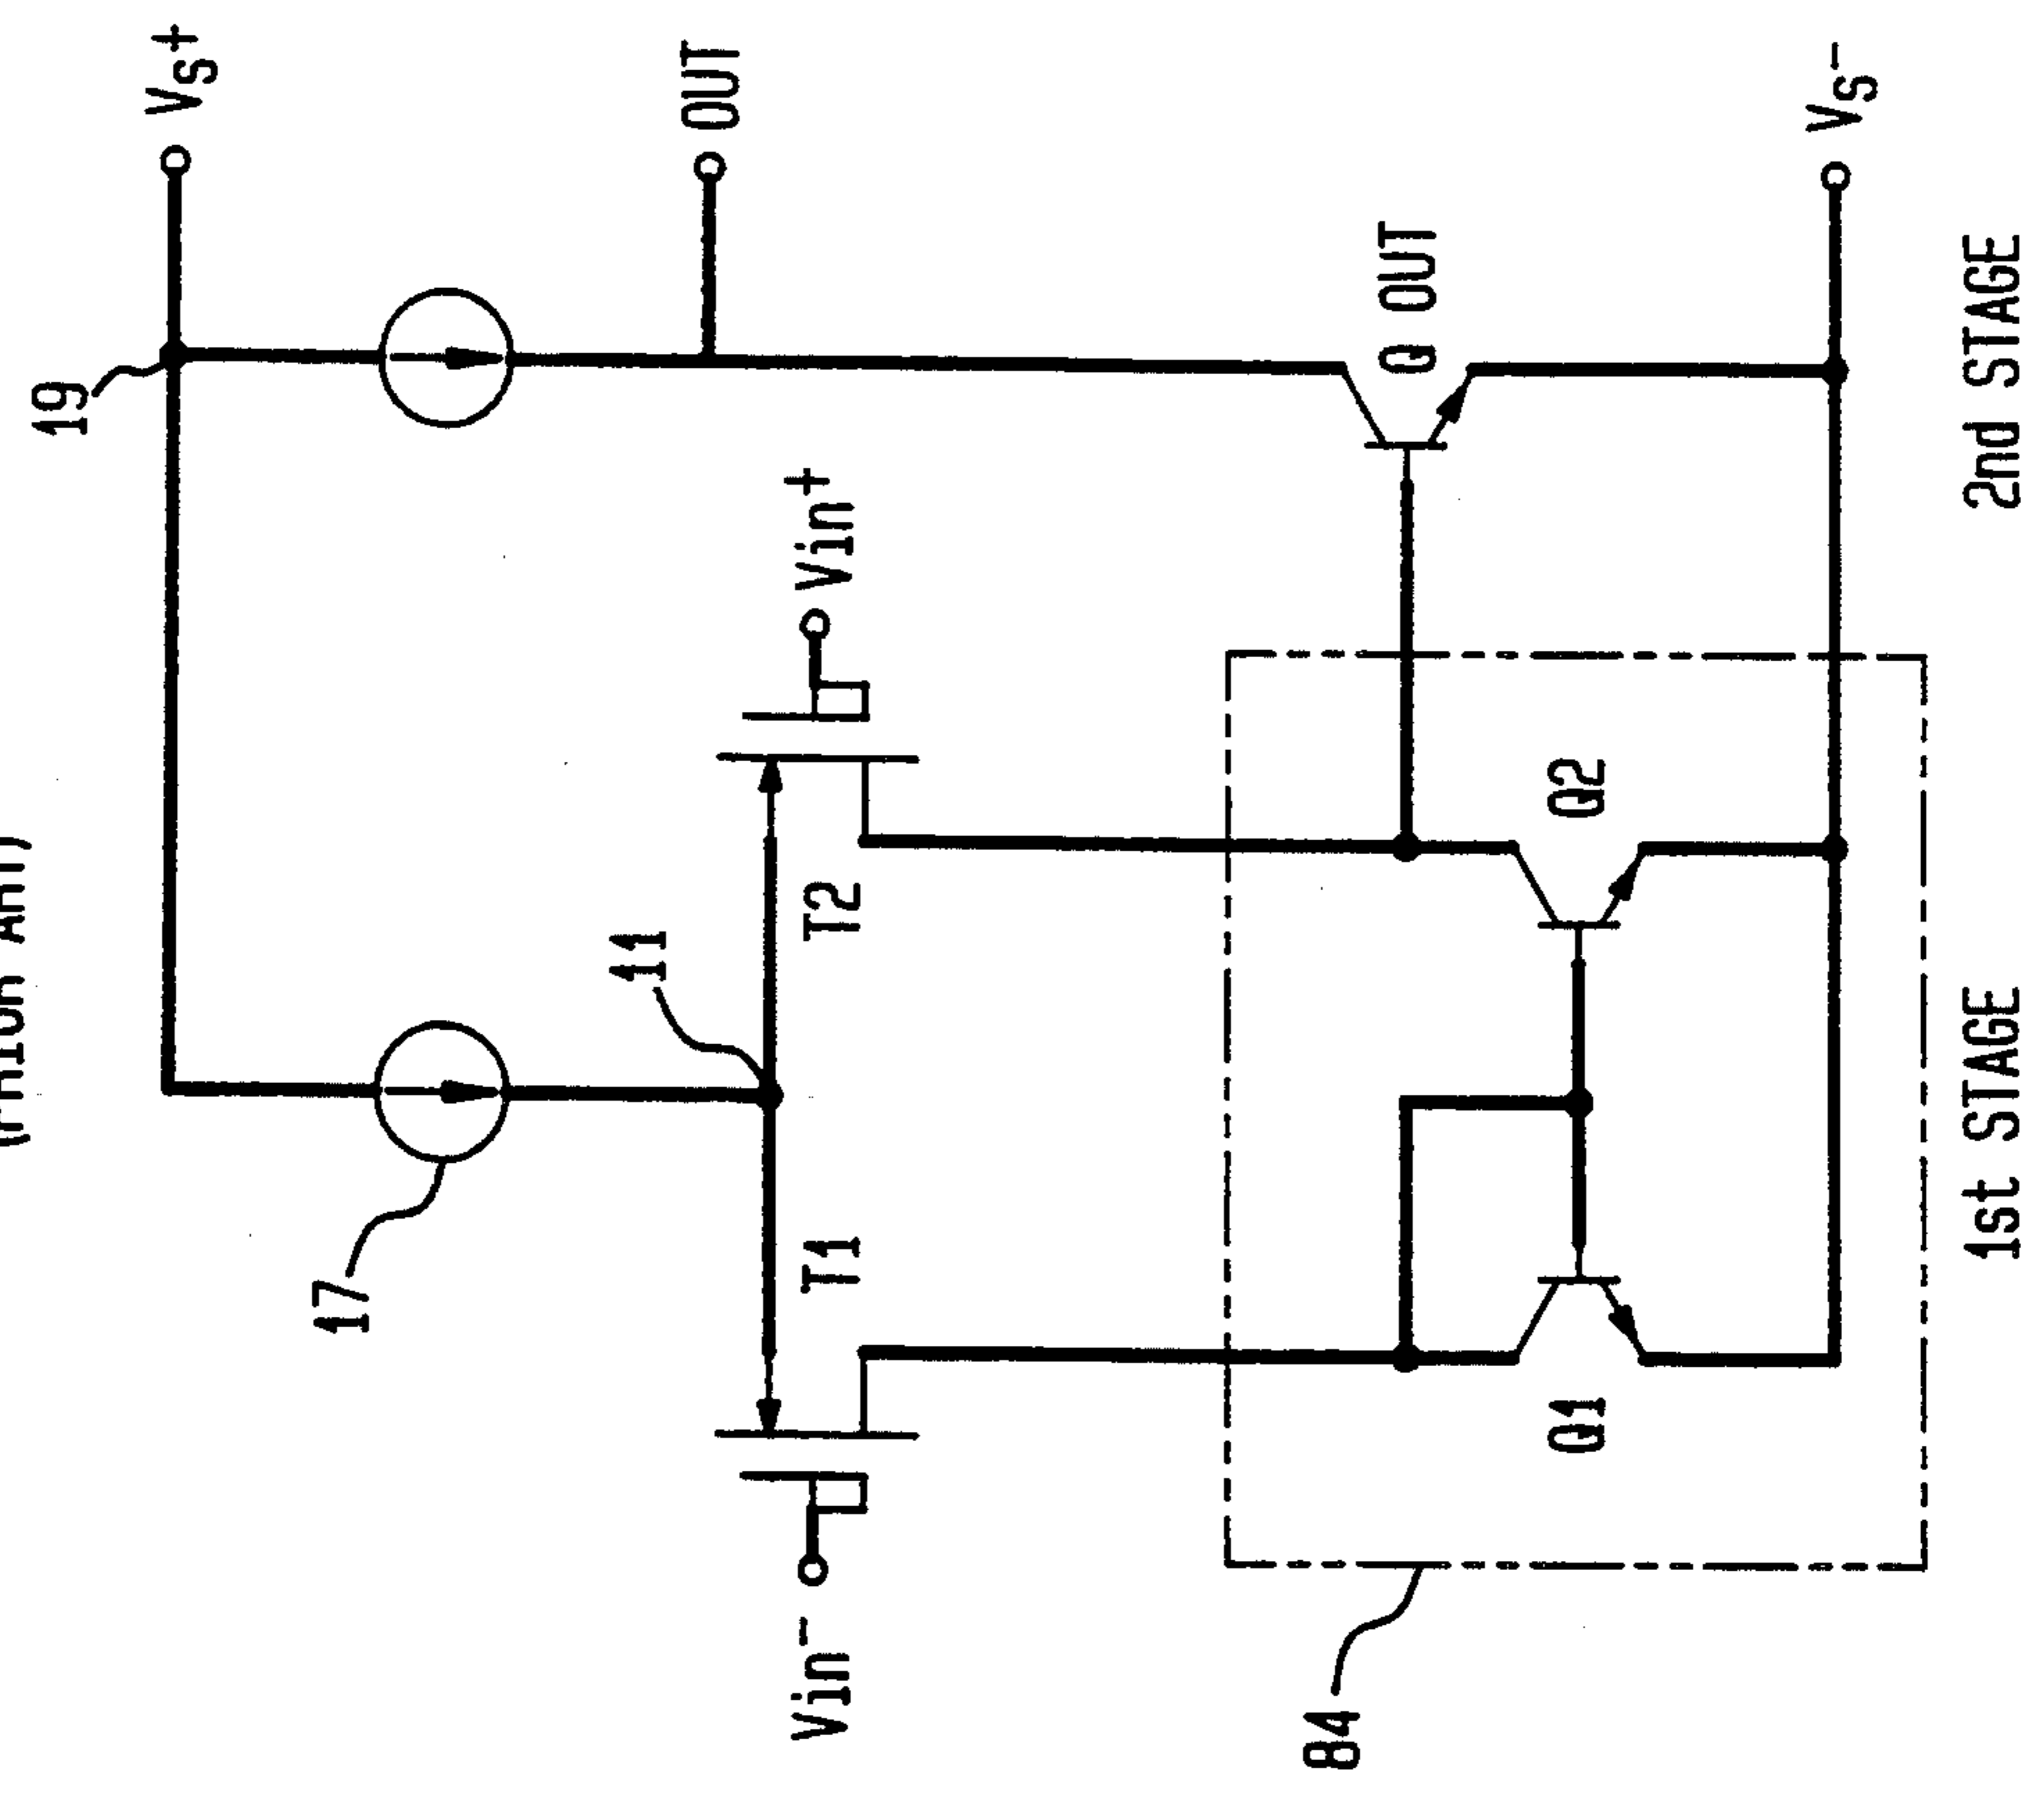 19
Vs+
OUT
17
11
Vin+
T1
T2
Vin-
Q OUT
Q1
Q2
84
Vs-
1st STAGE
2nd STAGE